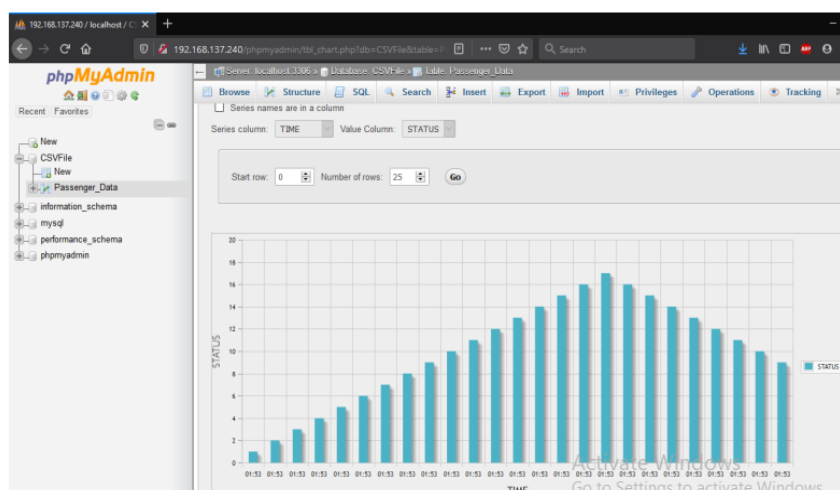 192.168.137.240 / localhost / C
192.168.137.240/phpmyadmin/tbl_chart.php?db=CSVFile&table=P
Search
phpMyAdmin
Recent Favorites
New
CSVFile
New
Passenger_Data
information_schema
mysql
performance_schema
phpmyadmin
Server: localhost:3306 » Database: CSVFile » Table: Passenger_Data
Browse Structure SQL Search Insert Export Import Privileges Operations Tracking
Series names are in a column
Series column: TIME Value Column: STATUS
Start row: 0 Number of rows: 25 Go
20
18
16
14
12
10
8
6
4
2
0
STATUS
STATUS
01:53 01:53 01:53 01:53 01:53 01:53 01:53 01:53 01:53 01:53 01:53 01:53 01:53 01:53 01:53 01:53 01:53 01:53 01:53 01:53 01:53 01:53 01:53 01:53 01:53
TIME
Activate Windows
Go to Settings to activate Windows.